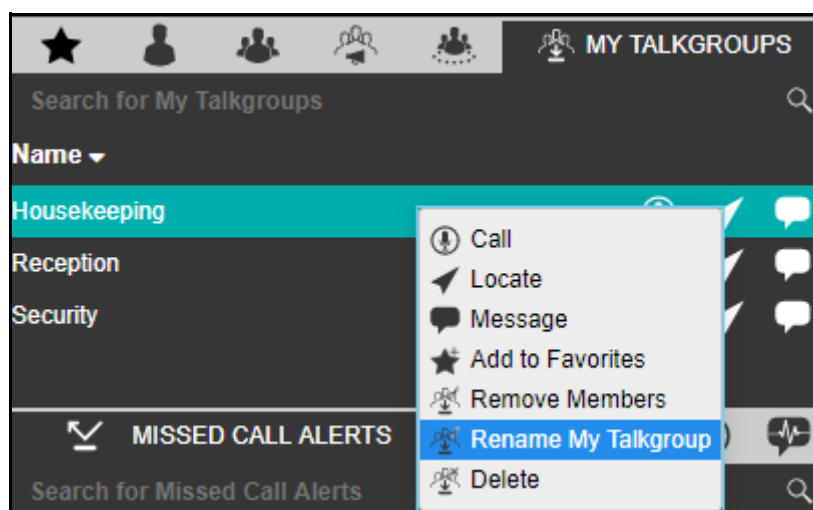 MY TALKGROUPS
Search for My Talkgroups
Name
Housekeeping
Reception
Security
Call
Locate
Message
Add to Favorites
Remove Members
Rename My Talkgroup
Delete
MISSED CALL ALERTS
Search for Missed Call Alerts